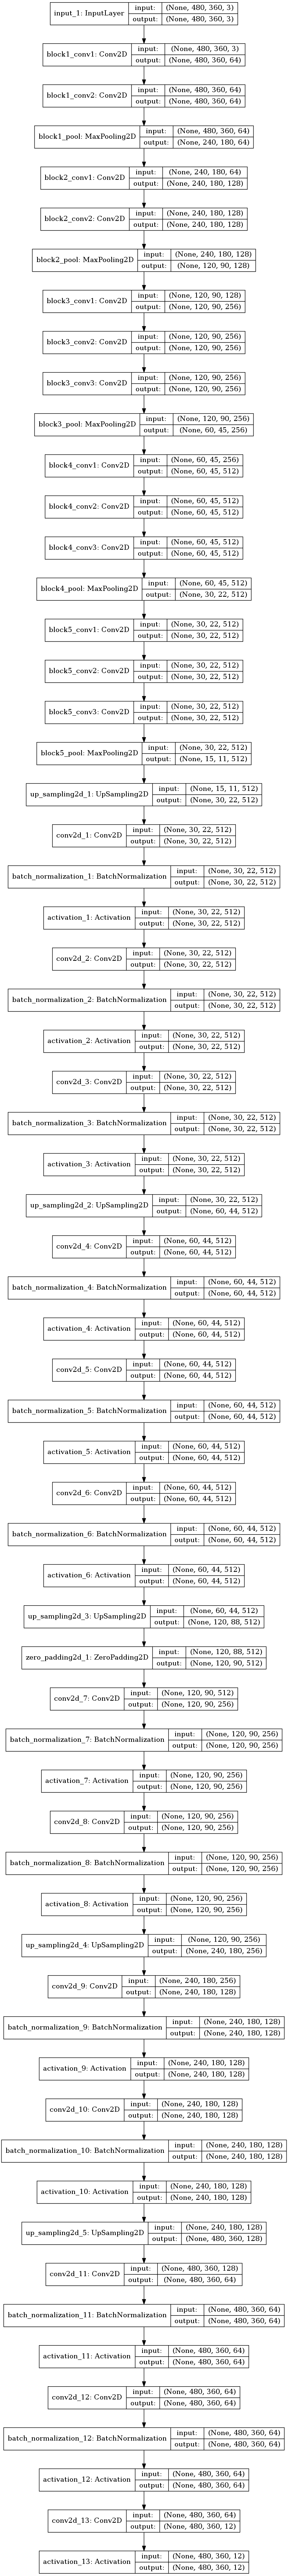 input_1: InputLayer input: (None, 480, 360, 3)
output: (None, 480, 360, 3)
block1_conv1: Conv2D input: (None, 480, 360, 3)
output: (None, 480, 360, 64)
block1_conv2: Conv2D input: (None, 480, 360, 64)
output: (None, 480, 360, 64)
block1_pool: MaxPooling2D input: (None, 480, 360, 64)
output: (None, 240, 180, 64)
block2_conv1: Conv2D input: (None, 240, 180, 64)
output: (None, 240, 180, 128)
block2_conv2: Conv2D input: (None, 240, 180, 128)
output: (None, 240, 180, 128)
block2_pool: MaxPooling2D input: (None, 240, 180, 128)
output: (None, 120, 90, 128)
block3_conv1: Conv2D input: (None, 120, 90, 128)
output: (None, 120, 90, 256)
block3_conv2: Conv2D input: (None, 120, 90, 256)
output: (None, 120, 90, 256)
block3_conv3: Conv2D input: (None, 120, 90, 256)
output: (None, 120, 90, 256)
block3_pool: MaxPooling2D input: (None, 120, 90, 256)
output: (None, 60, 45, 256)
block4_conv1: Conv2D input: (None, 60, 45, 256)
output: (None, 60, 45, 512)
block4_conv2: Conv2D input: (None, 60, 45, 512)
output: (None, 60, 45, 512)
block4_conv3: Conv2D input: (None, 60, 45, 512)
output: (None, 60, 45, 512)
block4_pool: MaxPooling2D input: (None, 60, 45, 512)
output: (None, 30, 22, 512)
block5_conv1: Conv2D input: (None, 30, 22, 512)
output: (None, 30, 22, 512)
block5_conv2: Conv2D input: (None, 30, 22, 512)
output: (None, 30, 22, 512)
block5_conv3: Conv2D input: (None, 30, 22, 512)
output: (None, 30, 22, 512)
block5_pool: MaxPooling2D input: (None, 30, 22, 512)
output: (None, 15, 11, 512)
up_sampling2d_1: UpSampling2D input: (None, 15, 11, 512)
output: (None, 30, 22, 512)
conv2d_1: Conv2D input: (None, 30, 22, 512)
output: (None, 30, 22, 512)
batch_normalization_1: BatchNormalization input: (None, 30, 22, 512)
output: (None, 30, 22, 512)
activation_1: Activation input: (None, 30, 22, 512)
output: (None, 30, 22, 512)
conv2d_2: Conv2D input: (None, 30, 22, 512)
output: (None, 30, 22, 512)
batch_normalization_2: BatchNormalization input: (None, 30, 22, 512)
output: (None, 30, 22, 512)
activation_2: Activation input: (None, 30, 22, 512)
output: (None, 30, 22, 512)
conv2d_3: Conv2D input: (None, 30, 22, 512)
output: (None, 30, 22, 512)
batch_normalization_3: BatchNormalization input: (None, 30, 22, 512)
output: (None, 30, 22, 512)
activation_3: Activation input: (None, 30, 22, 512)
output: (None, 30, 22, 512)
up_sampling2d_2: UpSampling2D input: (None, 30, 22, 512)
output: (None, 60, 44, 512)
conv2d_4: Conv2D input: (None, 60, 44, 512)
output: (None, 60, 44, 512)
batch_normalization_4: BatchNormalization input: (None, 60, 44, 512)
output: (None, 60, 44, 512)
activation_4: Activation input: (None, 60, 44, 512)
output: (None, 60, 44, 512)
conv2d_5: Conv2D input: (None, 60, 44, 512)
output: (None, 60, 44, 512)
batch_normalization_5: BatchNormalization input: (None, 60, 44, 512)
output: (None, 60, 44, 512)
activation_5: Activation input: (None, 60, 44, 512)
output: (None, 60, 44, 512)
conv2d_6: Conv2D input: (None, 60, 44, 512)
output: (None, 60, 44, 512)
batch_normalization_6: BatchNormalization input: (None, 60, 44, 512)
output: (None, 60, 44, 512)
activation_6: Activation input: (None, 60, 44, 512)
output: (None, 60, 44, 512)
up_sampling2d_3: UpSampling2D input: (None, 60, 44, 512)
output: (None, 120, 88, 512)
zero_padding2d_1: ZeroPadding2D input: (None, 120, 88, 512)
output: (None, 120, 90, 512)
conv2d_7: Conv2D input: (None, 120, 90, 512)
output: (None, 120, 90, 256)
batch_normalization_7: BatchNormalization input: (None, 120, 90, 256)
output: (None, 120, 90, 256)
activation_7: Activation input: (None, 120, 90, 256)
output: (None, 120, 90, 256)
conv2d_8: Conv2D input: (None, 120, 90, 256)
output: (None, 120, 90, 256)
batch_normalization_8: BatchNormalization input: (None, 120, 90, 256)
output: (None, 120, 90, 256)
activation_8: Activation input: (None, 120, 90, 256)
output: (None, 120, 90, 256)
up_sampling2d_4: UpSampling2D input: (None, 120, 90, 256)
output: (None, 240, 180, 256)
conv2d_9: Conv2D input: (None, 240, 180, 256)
output: (None, 240, 180, 128)
batch_normalization_9: BatchNormalization input: (None, 240, 180, 128)
output: (None, 240, 180, 128)
activation_9: Activation input: (None, 240, 180, 128)
output: (None, 240, 180, 128)
conv2d_10: Conv2D input: (None, 240, 180, 128)
output: (None, 240, 180, 128)
batch_normalization_10: BatchNormalization input: (None, 240, 180, 128)
output: (None, 240, 180, 128)
activation_10: Activation input: (None, 240, 180, 128)
output: (None, 240, 180, 128)
up_sampling2d_5: UpSampling2D input: (None, 240, 180, 128)
output: (None, 480, 360, 128)
conv2d_11: Conv2D input: (None, 480, 360, 128)
output: (None, 480, 360, 64)
batch_normalization_11: BatchNormalization input: (None, 480, 360, 64)
output: (None, 480, 360, 64)
activation_11: Activation input: (None, 480, 360, 64)
output: (None, 480, 360, 64)
conv2d_12: Conv2D input: (None, 480, 360, 64)
output: (None, 480, 360, 64)
batch_normalization_12: BatchNormalization input: (None, 480, 360, 64)
output: (None, 480, 360, 64)
activation_12: Activation input: (None, 480, 360, 64)
output: (None, 480, 360, 64)
conv2d_13: Conv2D input: (None, 480, 360, 64)
output: (None, 480, 360, 12)
activation_13: Activation input: (None, 480, 360, 12)
output: (None, 480, 360, 12)